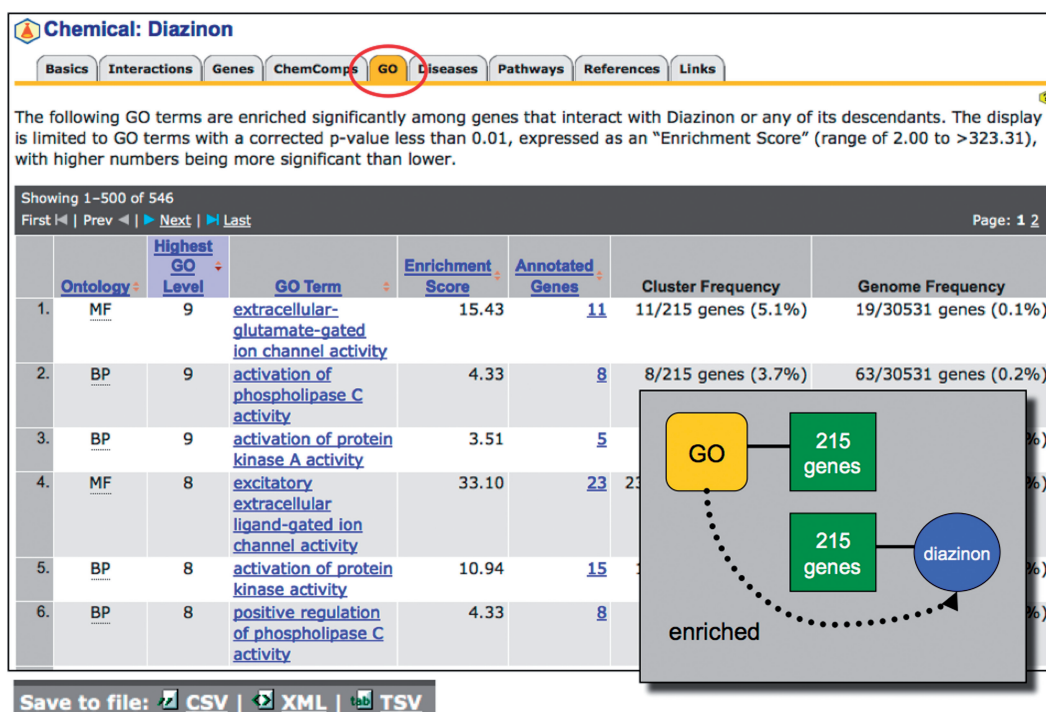 Chemical: Diazinon
Basics Interactions Genes ChemComps GO Diseases Pathways References Links
The following GO terms are enriched significantly among genes that interact with Diazinon or any of its descendants. The display
is limited to GO terms with a corrected p-value less than 0.01, expressed as an “Enrichment Score” (range of 2.00 to >323.31),
with higher numbers being more significant than lower.
Showing 1–500 of 546
First | Prev | Next | Last Page: 1 2
Ontology Highest GO Level GO Term Enrichment Score Annotated Genes Cluster Frequency Genome Frequency
1. MF 9 extracellular- 15.43 11 11/215 genes (5.1%) 19/30531 genes (0.1%)
glutamate-gated
ion channel activity
2. BP 9 activation of 4.33 8 8/215 genes (3.7%) 63/30531 genes (0.2%)
phospholipase C
activity
3. BP 9 activation of protein 3.51 5
kinase A activity
4. MF 8 excitatory 33.10 23
extracellular
ligand-gated ion
channel activity
5. BP 8 activation of protein 10.94 15
kinase activity
6. BP 8 positive regulation 4.33 8
of phospholipase C
activity
GO
215
genes
215
genes
diazinon
enriched
Save to file: CSV | XML | tab TSV